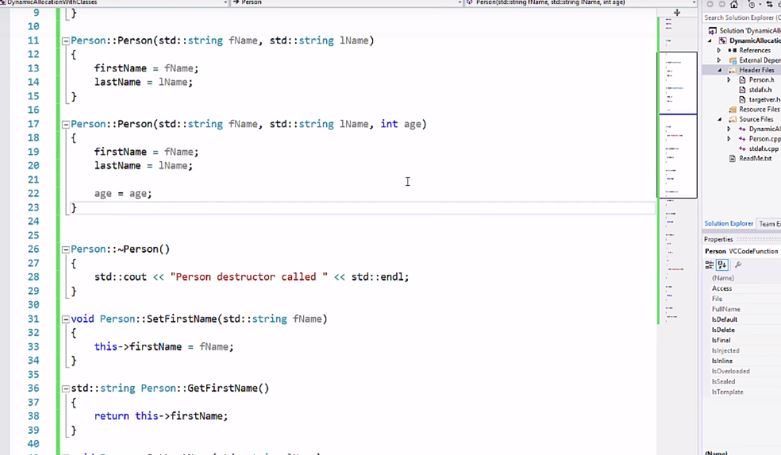 DynamicAllocationWithClasses
Person
Person(std::string fName, std::string lName, int age)
9 }
10
11 Person::Person(std::string fName, std::string lName)
12 {
13 firstName = fName;
14 lastName = lName;
15 }
16
17 Person::Person(std::string fName, std::string lName, int age)
18 {
19 firstName = fName;
20 lastName = lName;
21
22 age = age;
23 }
24
25
26 Person::~Person()
27 {
28 std::cout << "Person destructor called " << std::endl;
29 }
30
31 void Person::SetFirstName(std::string fName)
32 {
33 this->firstName = fName;
34 }
35
36 std::string Person::GetFirstName()
37 {
38 return this->firstName;
39 }
40
Search Solution Explorer
Solution 'DynamicAlloc
DynamicAllocation
References
External Depen
Header Files
Person.h
stdafx.h
targetver.h
Resource Files
Source Files
DynamicAl
Person.cpp
stdafx.cpp
ReadMe.txt
Solution Explorer Team E
Properties
Person VCCodeFunction
(Name)
Access
File
FullName
IsDefault
IsDelete
IsFinal
IsInjected
IsInline
IsOverloaded
IsSealed
IsTemplate
(Name)